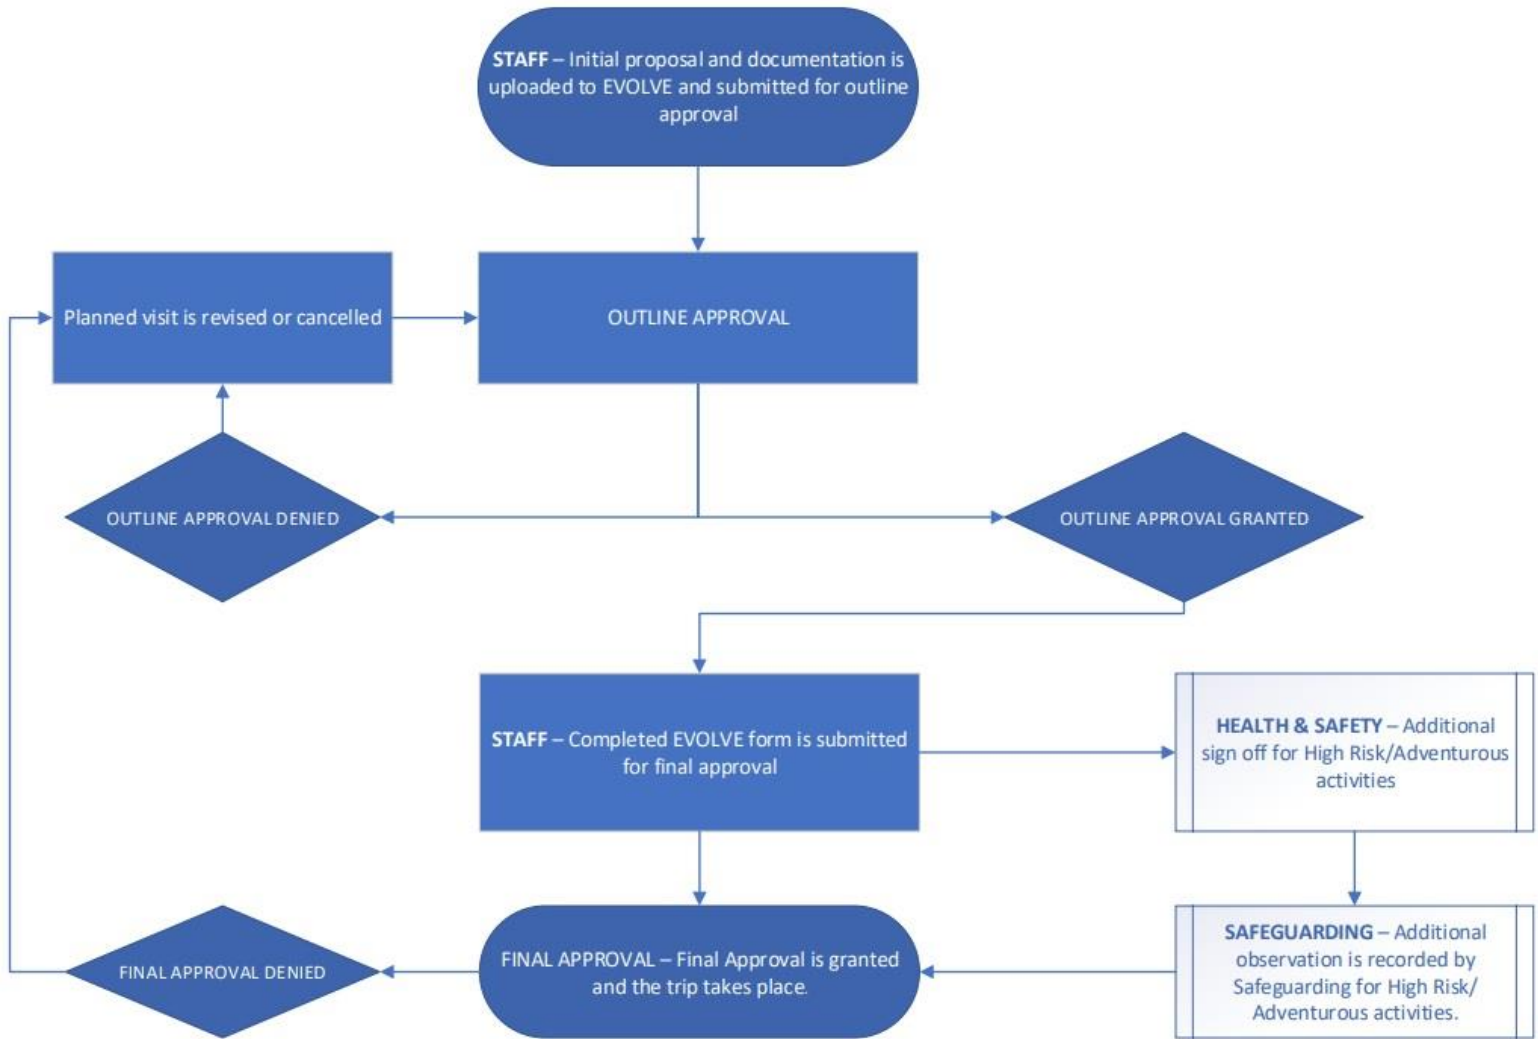 STAFF – Initial proposal and documentation is
uploaded to EVOLVE and submitted for outline
approval
Planned visit is revised or cancelled
OUTLINE APPROVAL
OUTLINE APPROVAL DENIED
OUTLINE APPROVAL GRANTED
STAFF – Completed EVOLVE form is submitted
for final approval
HEALTH & SAFETY – Additional
sign off for High Risk/Adventurous
activities
FINAL APPROVAL DENIED
FINAL APPROVAL – Final Approval is granted
and the trip takes place.
SAFEGUARDING – Additional
observation is recorded by
Safeguarding for High Risk/
Adventurous activities.